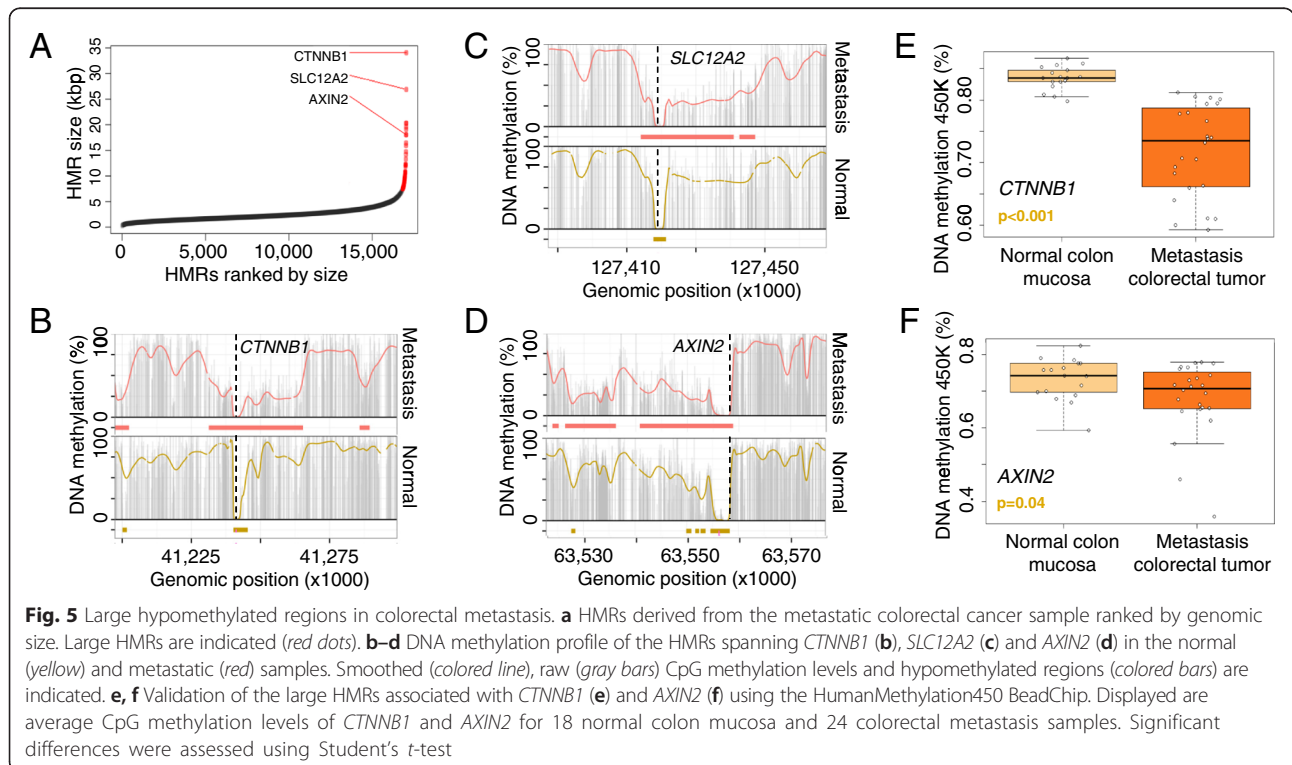 A
HMR size (kbp)
35
30
25
20
15
10
5
0
CTNNB1
SLC12A2
AXIN2
0 5,000 10,000 15,000
HMRs ranked by size
B
DNA methylation (%)
100
0
100
0
CTNNB1
Metastasis
Normal
41,225 41,275
Genomic position (x1000)
C
DNA methylation (%)
100
0
100
0
SLC12A2
Metastasis
Normal
127,410 127,450
Genomic position (x1000)
D
DNA methylation (%)
100
0
100
0
AXIN2
Metastasis
Normal
63,530 63,550 63,570
Genomic position (x1000)
E
DNA methylation 450K (%)
0.80
0.70
0.60
CTNNB1
p<0.001
Normal colon mucosa
Metastasis colorectal tumor
F
DNA methylation 450K (%)
0.8
0.6
0.4
AXIN2
p=0.04
Normal colon mucosa
Metastasis colorectal tumor
Fig. 5 Large hypomethylated regions in colorectal metastasis. a HMRs derived from the metastatic colorectal cancer sample ranked by genomic
size. Large HMRs are indicated (red dots). b–d DNA methylation profile of the HMRs spanning CTNNB1 (b), SLC12A2 (c) and AXIN2 (d) in the normal
(yellow) and metastatic (red) samples. Smoothed (colored line), raw (gray bars) CpG methylation levels and hypomethylated regions (colored bars) are
indicated. e, f Validation of the large HMRs associated with CTNNB1 (e) and AXIN2 (f) using the HumanMethylation450 BeadChip. Displayed are
average CpG methylation levels of CTNNB1 and AXIN2 for 18 normal colon mucosa and 24 colorectal metastasis samples. Significant
differences were assessed using Student's t-test